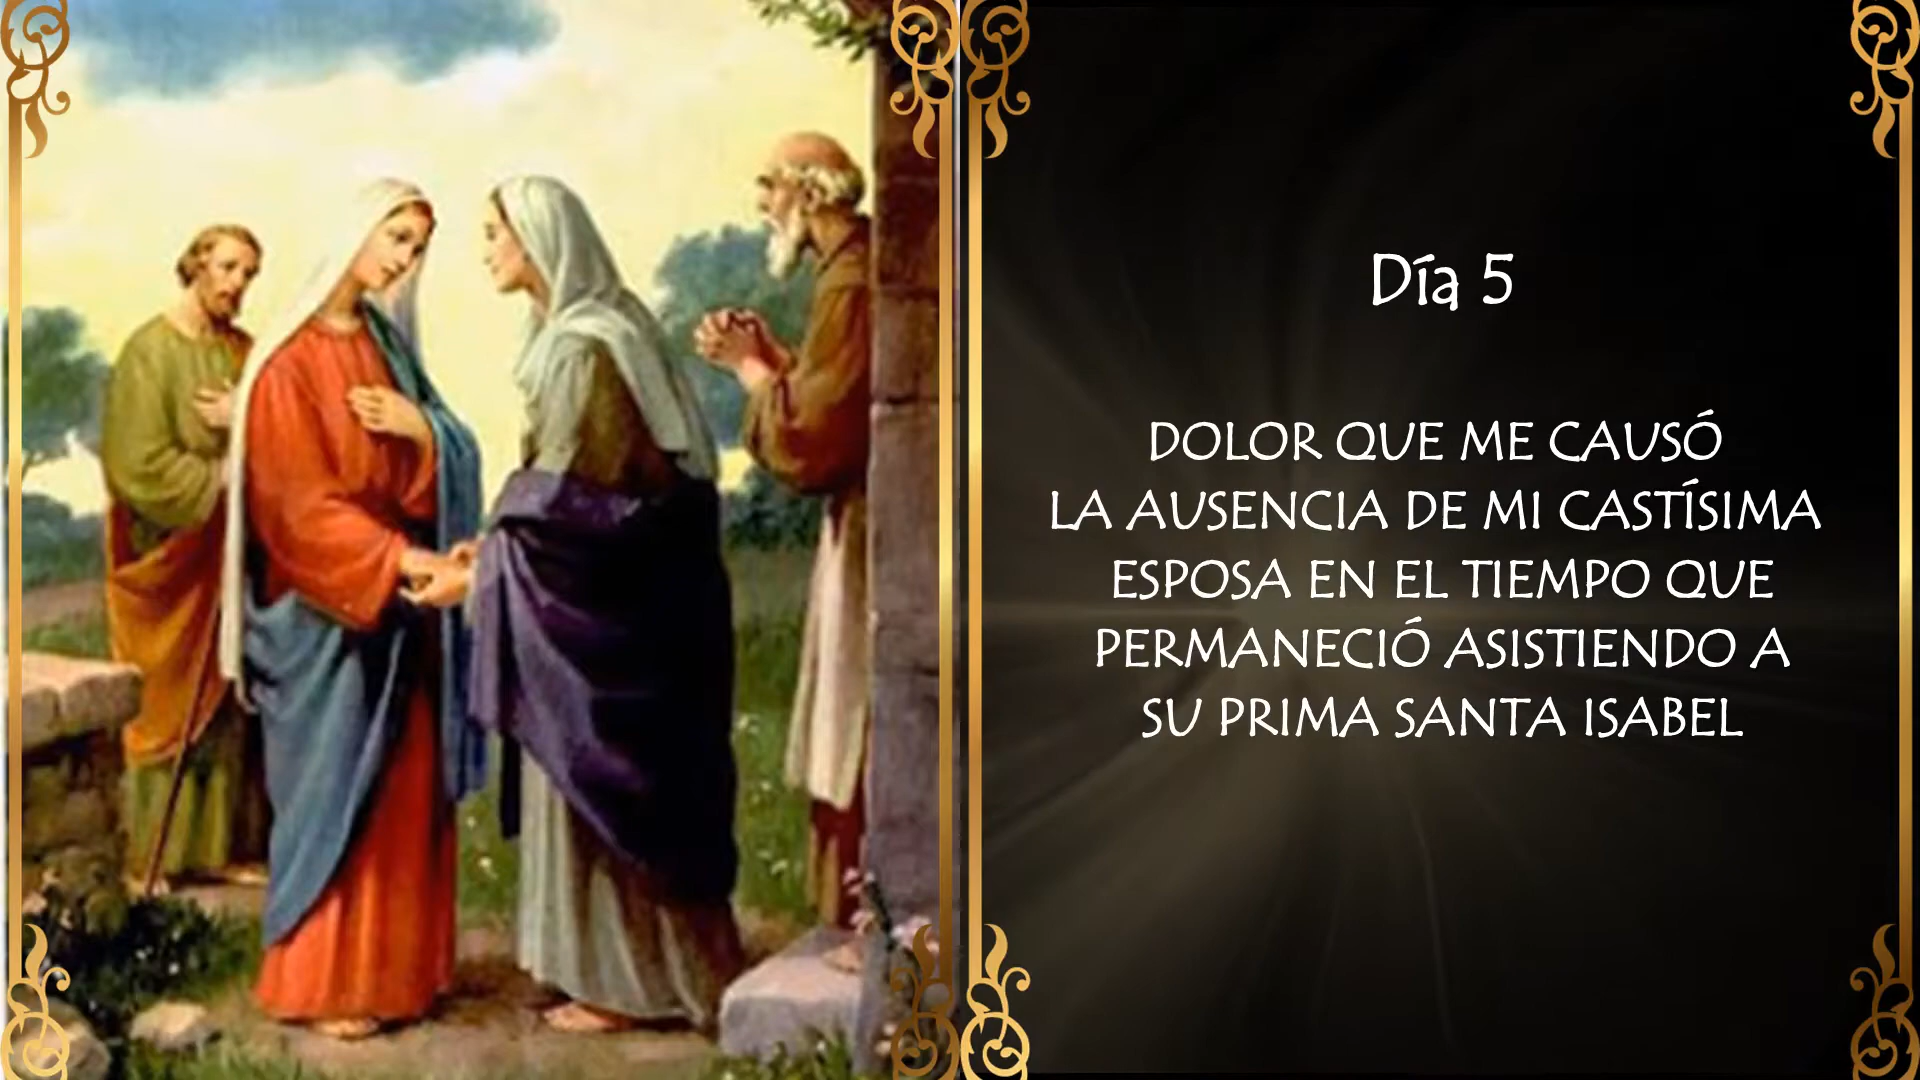 Día 5
DOLOR QUE ME CAUSÓ
LA AUSENCIA DE MI CASTÍSIMA
ESPOSA EN EL TIEMPO QUE
PERMANECIÓ ASISTIENDO A
SU PRIMA SANTA ISABEL